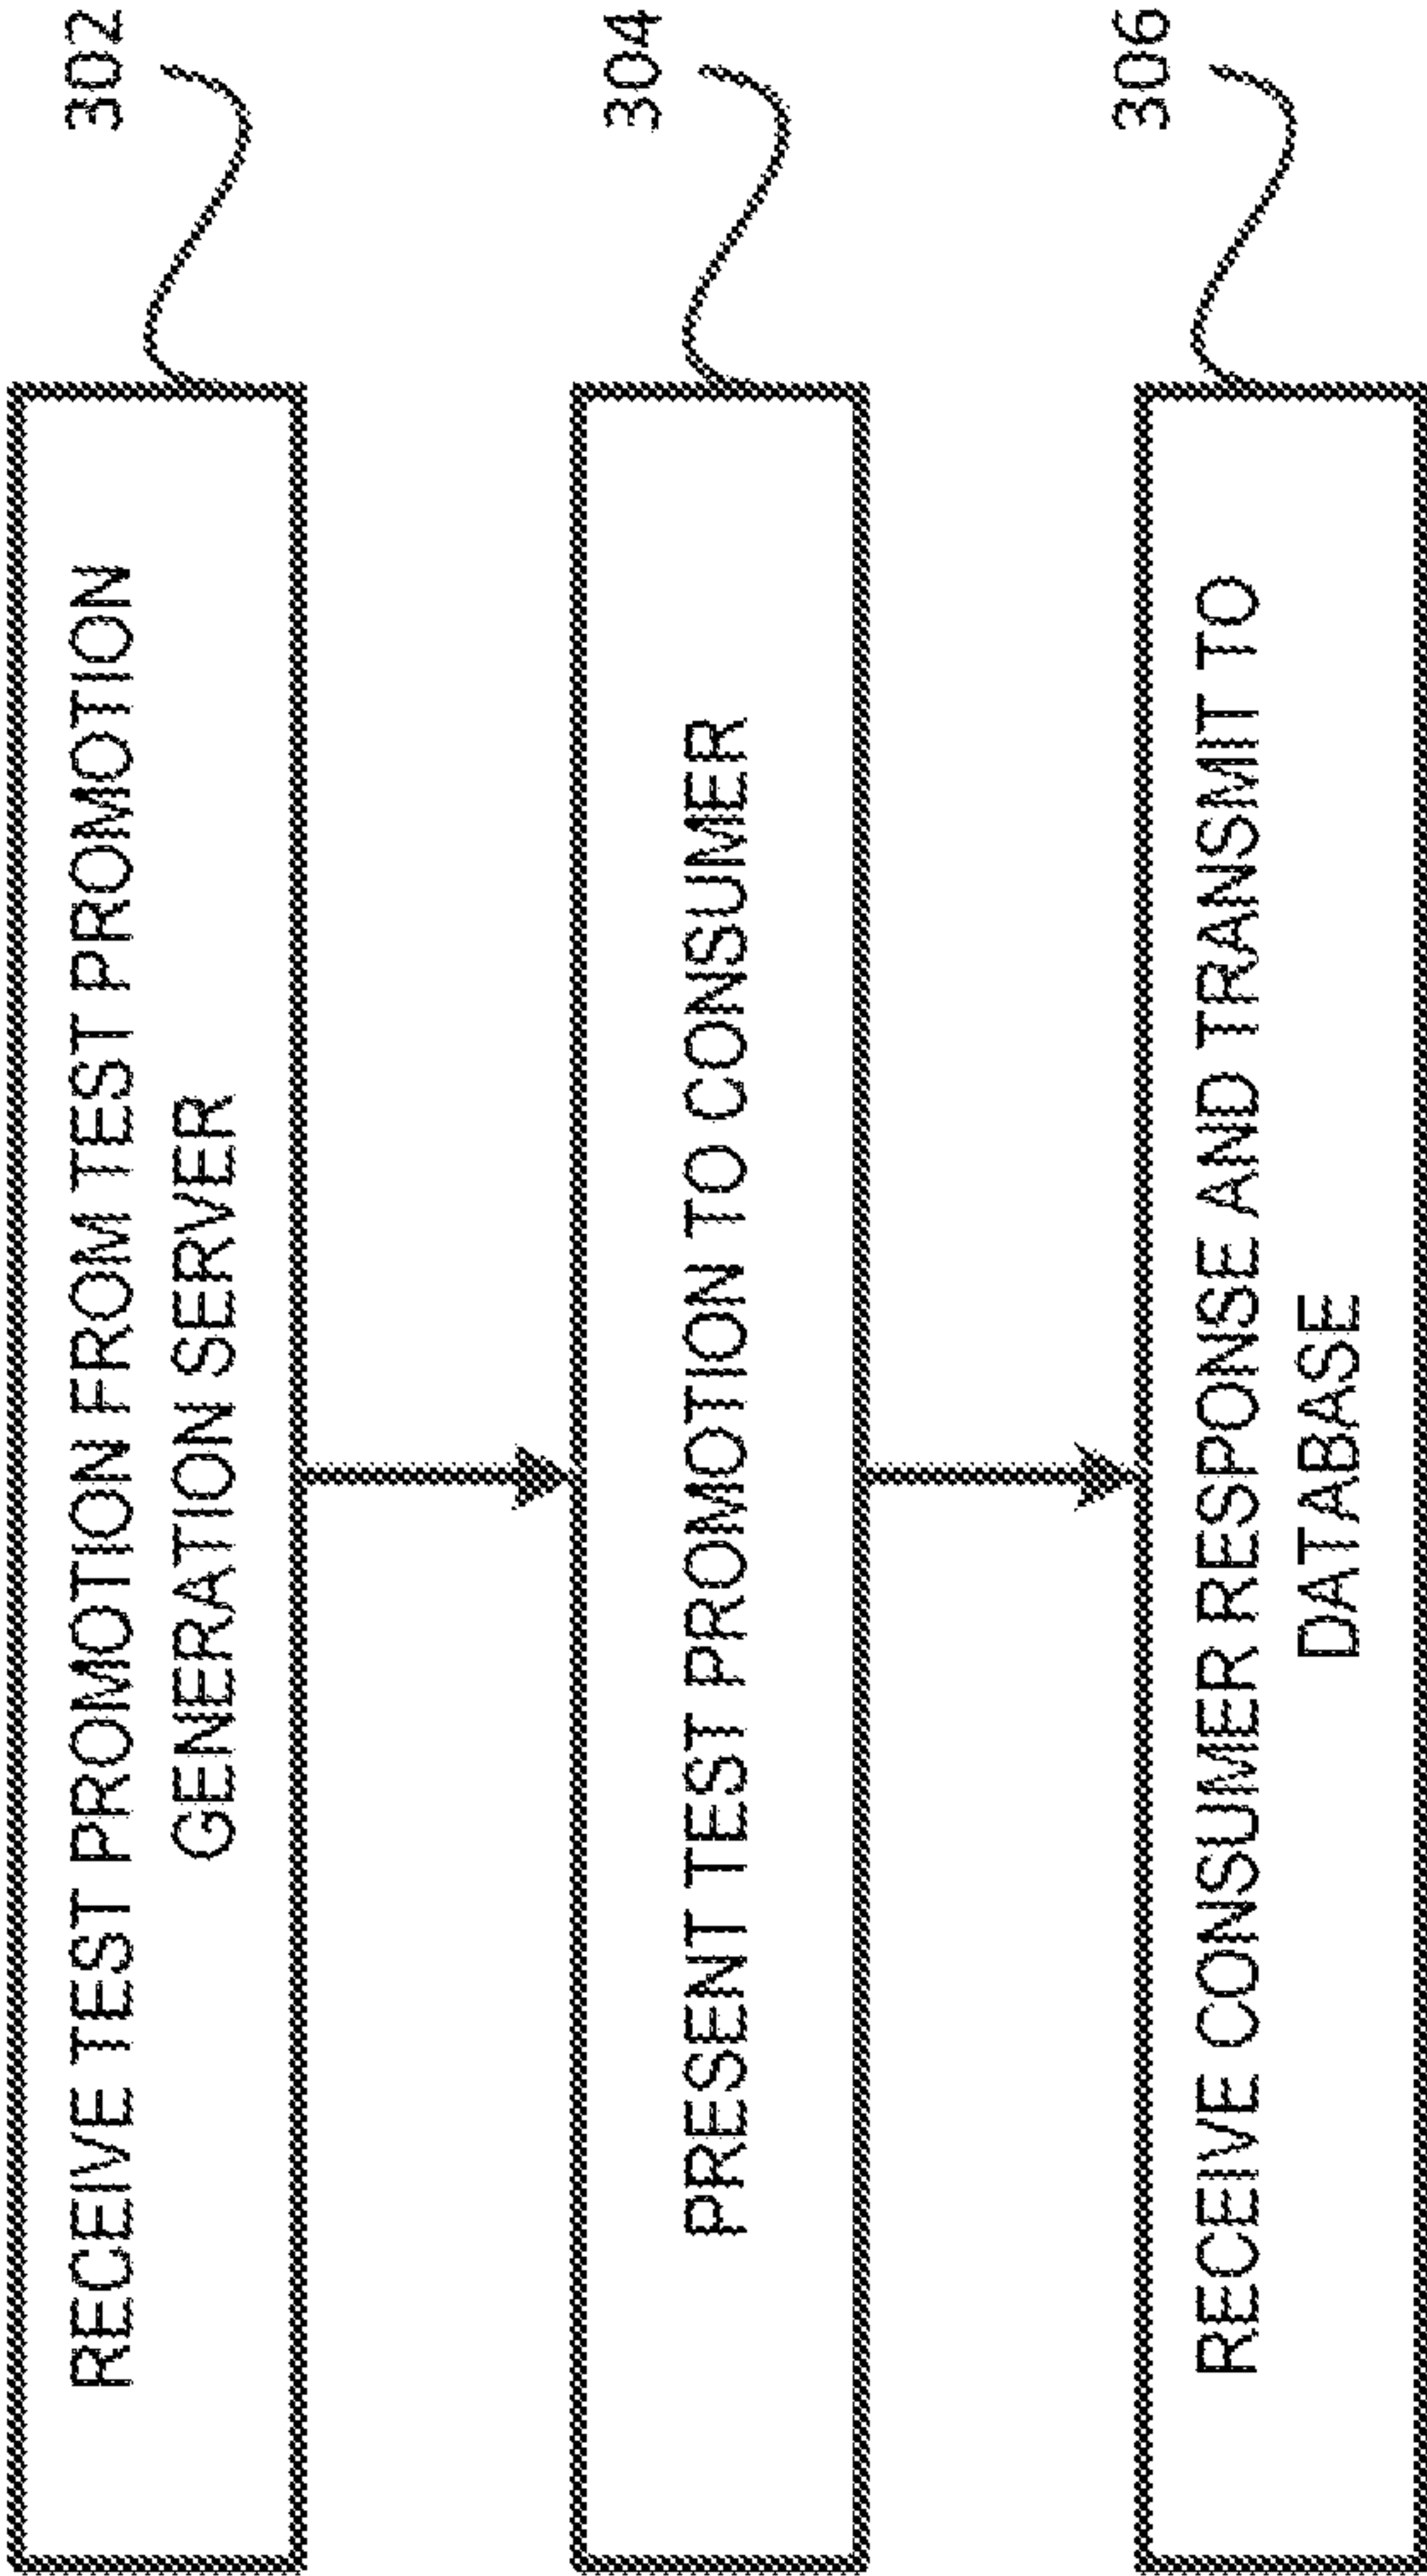 RECEIVE TEST PROMOTION FROM TEST PROMOTION
GENERATION SERVER
302
PRESENT TEST PROMOTION TO CONSUMER
304
RECEIVE CONSUMER RESPONSE AND TRANSMIT TO
DATABASE
306